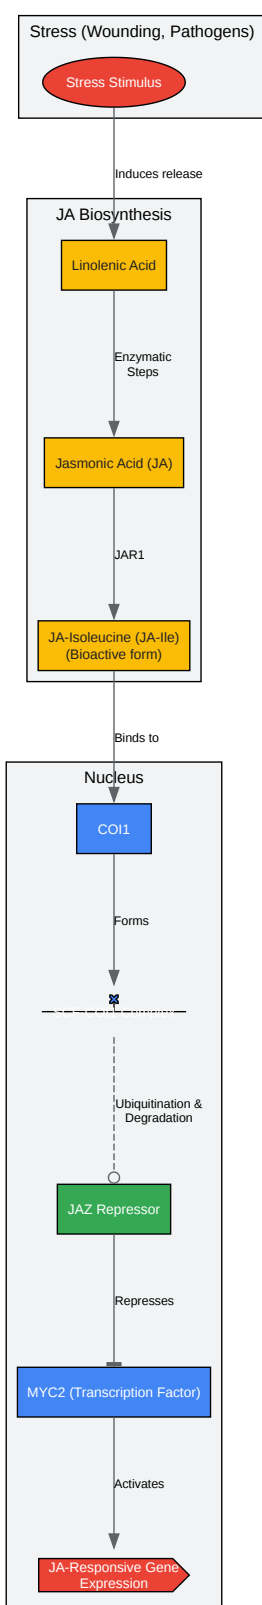 Stress (Wounding, Pathogens)
Stress Stimulus
Induces release
JA Biosynthesis
Linolenic Acid
Enzymatic
Steps
Jasmonic Acid (JA)
JAR1
JA-Isoleucine (JA-Ile)
(Bioactive form)
Binds to
Nucleus
COI1
Forms
Ubiquitination &
Degradation
JAZ Repressor
Represses
MYC2 (Transcription Factor)
Activates
JA-Responsive Gene
Expression